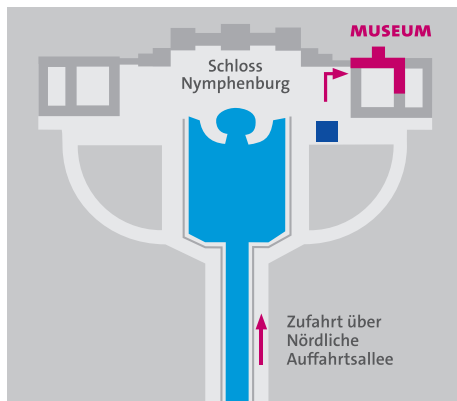 MUSEUM
Schloss
Nymphenburg
Zufahrt über
Nördliche
Auffahrtsallee